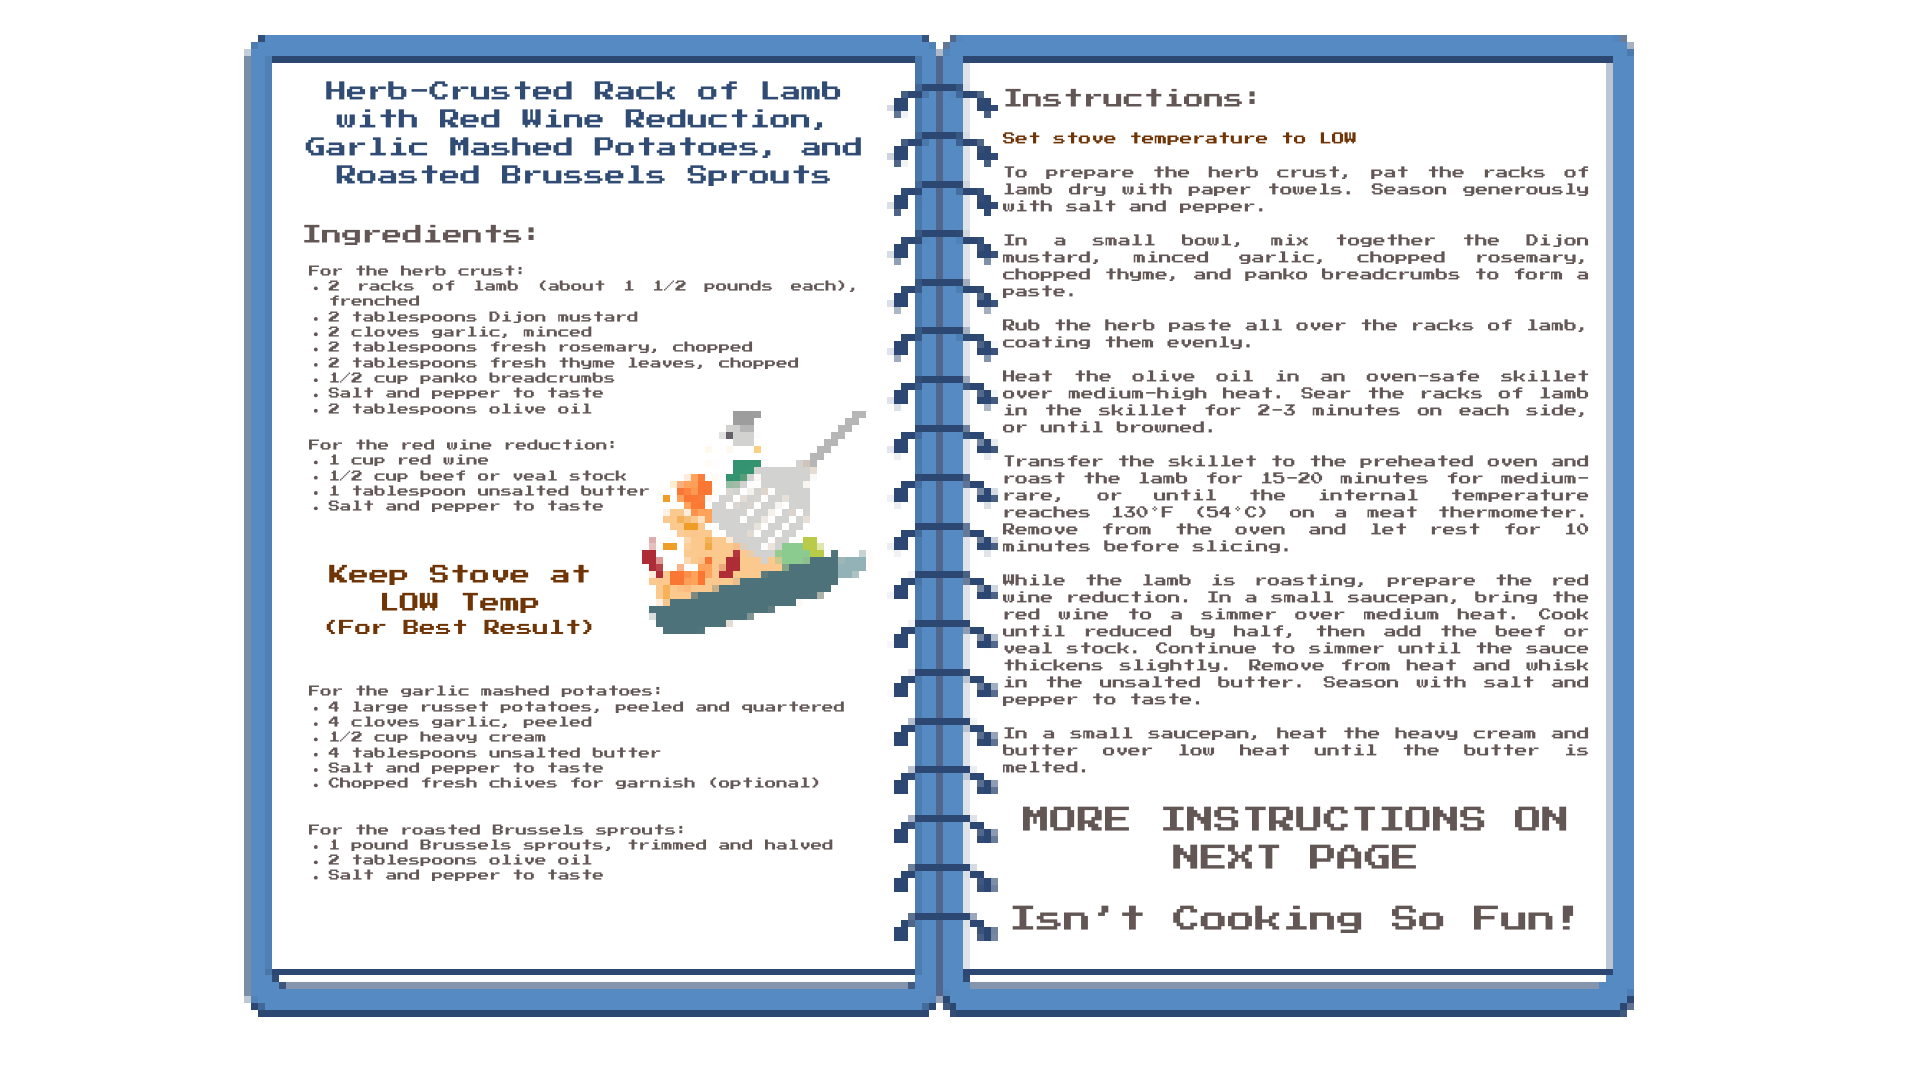 Herb-Crusted Rack of Lamb
with Red Wine Reduction,
Garlic Mashed Potatoes, and
Roasted Brussels Sprouts
Ingredients:
For the herb crust:
. 2 racks of lamb (about 1 1/2 pounds each),
frenched
. 2 tablespoons Dijon mustard
. 2 cloves garlic, minced
. 2 tablespoons fresh rosemary, chopped
. 2 tablespoons fresh thyme leaves, chopped
. 1/2 cup panko breadcrumbs
. Salt and pepper to taste
. 2 tablespoons olive oil
For the red wine reduction:
. 1 cup red wine
. 1/2 cup beef or veal stock
. 1 tablespoon unsalted butter
. Salt and pepper to taste
Keep Stove at
LOW Temp
(For Best Result)
For the garlic mashed potatoes:
. 4 large russet potatoes, peeled and quartered
. 4 cloves garlic, peeled
. 1/2 cup heavy cream
. 4 tablespoons unsalted butter
. Salt and pepper to taste
. Chopped fresh chives for garnish (optional)
For the roasted Brussels sprouts:
. 1 pound Brussels sprouts, trimmed and halved
. 2 tablespoons olive oil
. Salt and pepper to taste
Instructions:
Set stove temperature to LOW
To prepare the herb crust, pat the racks of
lamb dry with paper towels. Season generously
with salt and pepper.
In a small bowl, mix together the Dijon
mustard, minced garlic, chopped rosemary,
chopped thyme, and panko breadcrumbs to form a
paste.
Rub the herb paste all over the racks of lamb,
coating them evenly.
Heat the olive oil in an oven-safe skillet
over medium-high heat. Sear the racks of lamb
in the skillet for 2-3 minutes on each side,
or until browned.
Transfer the skillet to the preheated oven and
roast the lamb for 15-20 minutes for medium-
rare, or until the internal temperature
reaches 130°F (54°C) on a meat thermometer.
Remove from the oven and let rest for 10
minutes before slicing.
While the lamb is roasting, prepare the red
wine reduction. In a small saucepan, bring the
red wine to a simmer over medium heat. Cook
until reduced by half, then add the beef or
veal stock. Continue to simmer until the sauce
thickens slightly. Remove from heat and whisk
in the unsalted butter. Season with salt and
pepper to taste.
In a small saucepan, heat the heavy cream and
butter over low heat until the butter is
melted.
MORE INSTRUCTIONS ON
NEXT PAGE
Isn't Cooking So Fun!